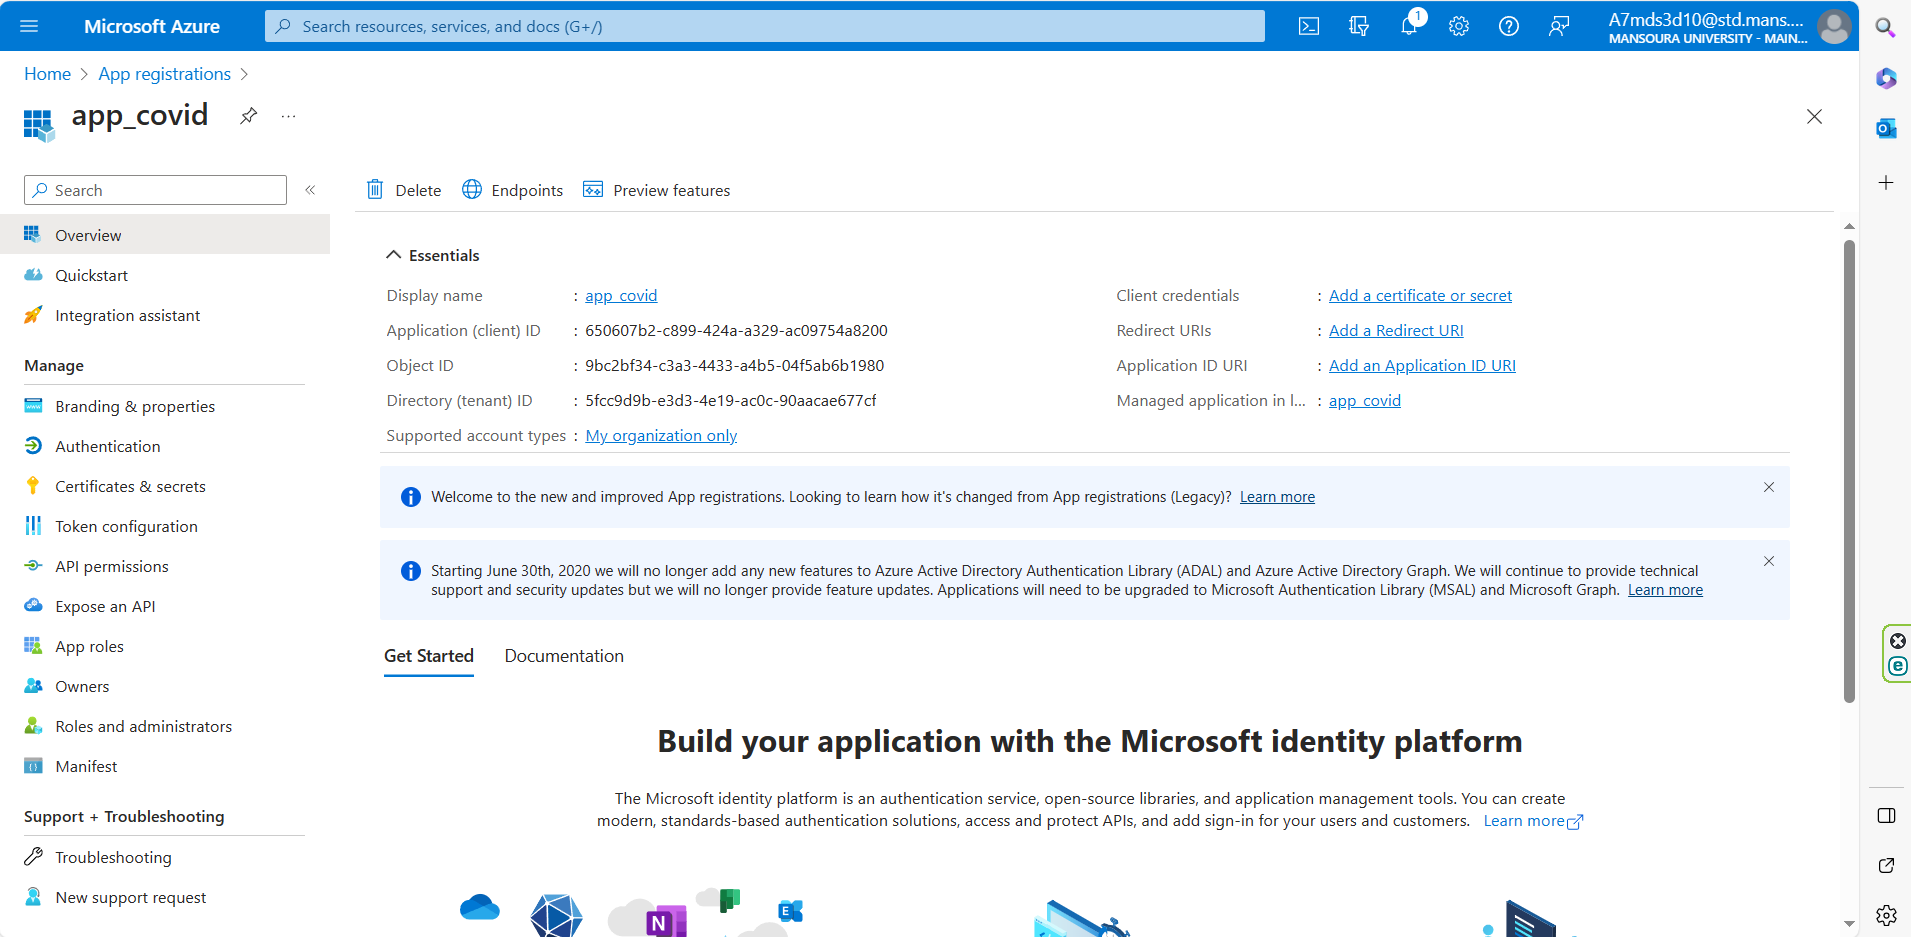 Microsoft Azure
Search resources, services, and docs (G+/)
1
A7mds3d10@std.mans....
MANSOURA UNIVERSITY - MAIN...
Home > App registrations >
app_covid
...
Search
«
Overview
Quickstart
Integration assistant
Manage
Branding & properties
Authentication
Certificates & secrets
Token configuration
API permissions
Expose an API
App roles
Owners
Roles and administrators
Manifest
Support + Troubleshooting
Troubleshooting
New support request
Delete Endpoints Preview features
Essentials
Display name : app_covid
Application (client) ID : 650607b2-c899-424a-a329-ac09754a8200
Object ID : 9bc2bf34-c3a3-4433-a4b5-04f5ab6b1980
Directory (tenant) ID : 5fcc9d9b-e3d3-4e19-ac0c-90aacae677cf
Supported account types : My organization only
Client credentials : Add a certificate or secret
Redirect URIs : Add a Redirect URI
Application ID URI : Add an Application ID URI
Managed application in l... : app_covid
Welcome to the new and improved App registrations. Looking to learn how it's changed from App registrations (Legacy)? Learn more
Starting June 30th, 2020 we will no longer add any new features to Azure Active Directory Authentication Library (ADAL) and Azure Active Directory Graph. We will continue to provide technical
support and security updates but we will no longer provide feature updates. Applications will need to be upgraded to Microsoft Authentication Library (MSAL) and Microsoft Graph. Learn more
Get Started Documentation
Build your application with the Microsoft identity platform
The Microsoft identity platform is an authentication service, open-source libraries, and application management tools. You can create
modern, standards-based authentication solutions, access and protect APIs, and add sign-in for your users and customers. Learn more
N
E